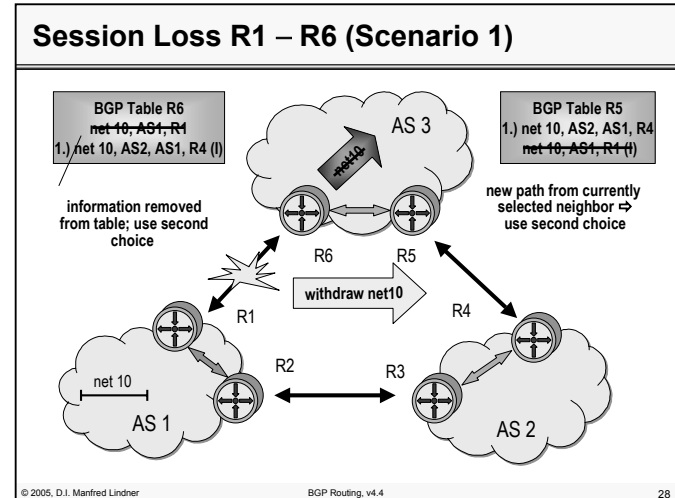 Session Loss R1 – R6 (Scenario 1)
BGP Table R6
net 10, AS1, R1
1.) net 10, AS2, AS1, R4 (I)
information removed
from table; use second
choice
AS 3
net10
BGP Table R5
1.) net 10, AS2, AS1, R4
net 10, AS1, R1 (I)
new path from currently
selected neighbor ⇨
use second choice
R6
R5
withdraw net10
R1
R4
R2
R3
net 10
AS 1
AS 2
© 2005, D.I. Manfred Lindner
BGP Routing, v4.4
28